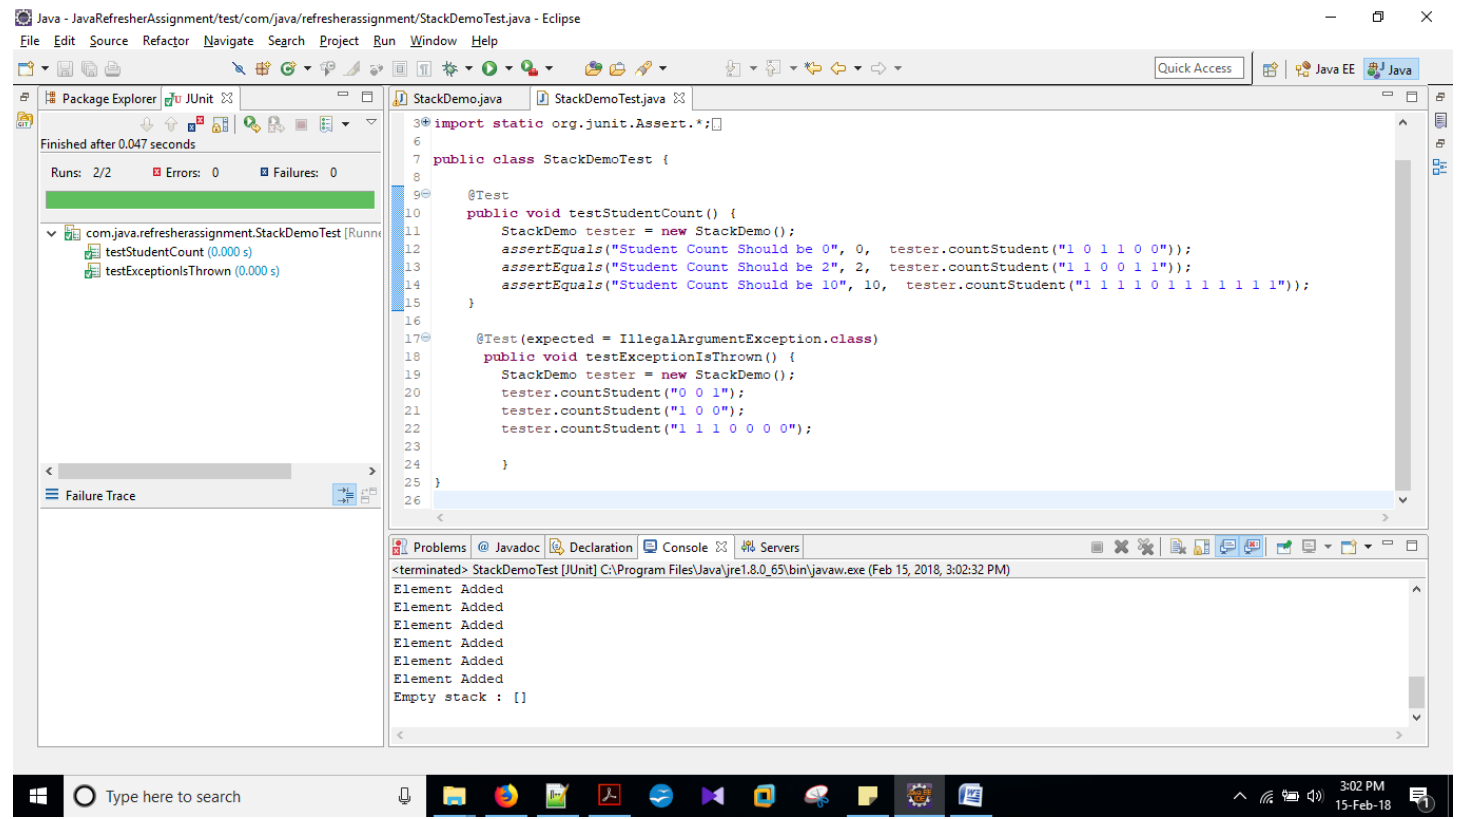 Java - JavaRefresherAssignment/test/com/java/refresherassignment/StackDemoTest.java - Eclipse
File Edit Source Refactor Navigate Search Project Run Window Help
Quick Access
Java EE
Java
Package Explorer
JUnit
Finished after 0.047 seconds
Runs: 2/2
Errors: 0
Failures: 0
com.java.refresherassignment.StackDemoTest [Runne
testStudentCount (0.000 s)
testExceptionIsThrown (0.000 s)
Failure Trace
StackDemo.java
StackDemoTest.java
3 import static org.junit.Assert.*;
6
7 public class StackDemoTest {
8
9 @Test
10 public void testStudentCount() {
11 StackDemo tester = new StackDemo();
12 assertEquals("Student Count Should be 0", 0, tester.countStudent("1 0 1 1 0 0"));
13 assertEquals("Student Count Should be 2", 2, tester.countStudent("1 1 0 0 1 1"));
14 assertEquals("Student Count Should be 10", 10, tester.countStudent("1 1 1 1 0 1 1 1 1 1 1 1"));
15 }
16
17 @Test(expected = IllegalArgumentException.class)
18 public void testExceptionIsThrown() {
19 StackDemo tester = new StackDemo();
20 tester.countStudent("0 0 1");
21 tester.countStudent("1 0 0");
22 tester.countStudent("1 1 1 0 0 0 0");
23
24 }
25 }
26
Problems @ Javadoc Declaration Console Servers
<terminated> StackDemoTest [JUnit] C:\Program Files\Java\jre1.8.0_65\bin\javaw.exe (Feb 15, 2018, 3:02:32 PM)
Element Added
Element Added
Element Added
Element Added
Element Added
Element Added
Empty stack : []
Type here to search
3:02 PM
15-Feb-18